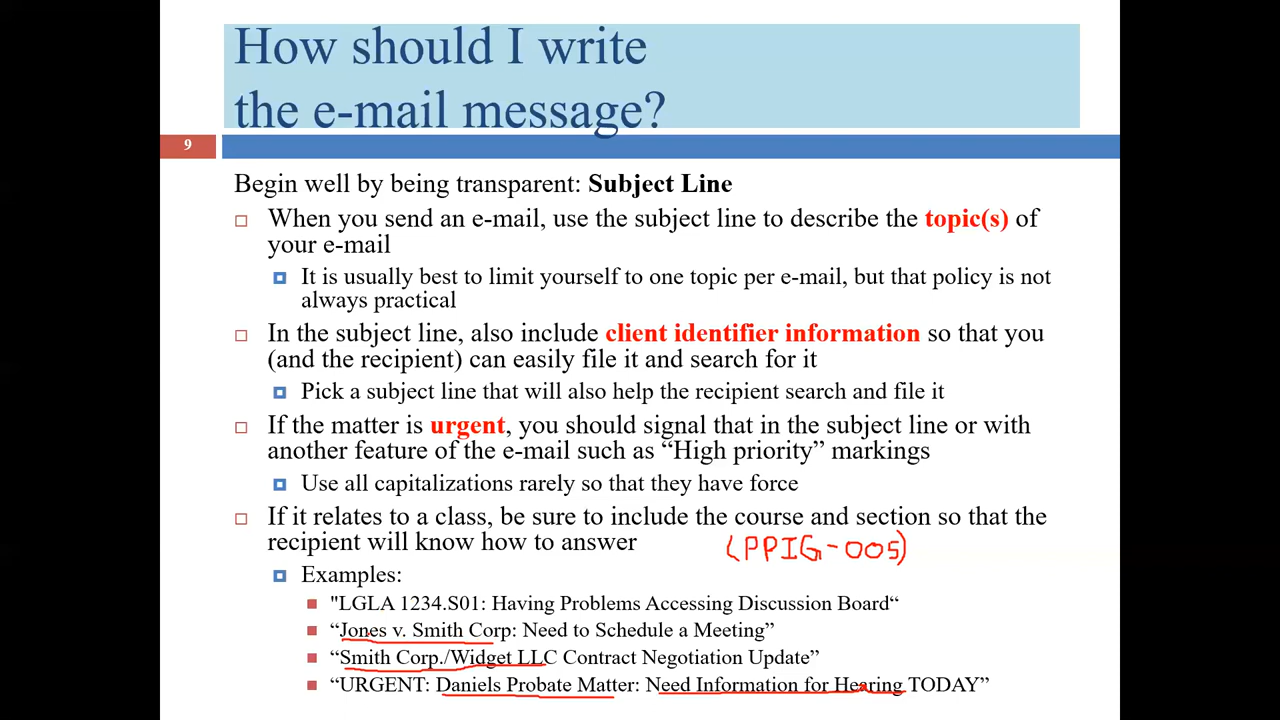 How should I write
the e-mail message?
9
Begin well by being transparent: Subject Line
When you send an e-mail, use the subject line to describe the topic(s) of
your e-mail
It is usually best to limit yourself to one topic per e-mail, but that policy is not
always practical
In the subject line, also include client identifier information so that you
(and the recipient) can easily file it and search for it
Pick a subject line that will also help the recipient search and file it
If the matter is urgent, you should signal that in the subject line or with
another feature of the e-mail such as “High priority” markings
Use all capitalizations rarely so that they have force
If it relates to a class, be sure to include the course and section so that the
recipient will know how to answer
(PPIG-005)
Examples:
"LGLA 1234.S01: Having Problems Accessing Discussion Board“
“Jones v. Smith Corp: Need to Schedule a Meeting”
“Smith Corp./Widget LLC Contract Negotiation Update”
“URGENT: Daniels Probate Matter: Need Information for Hearing TODAY”